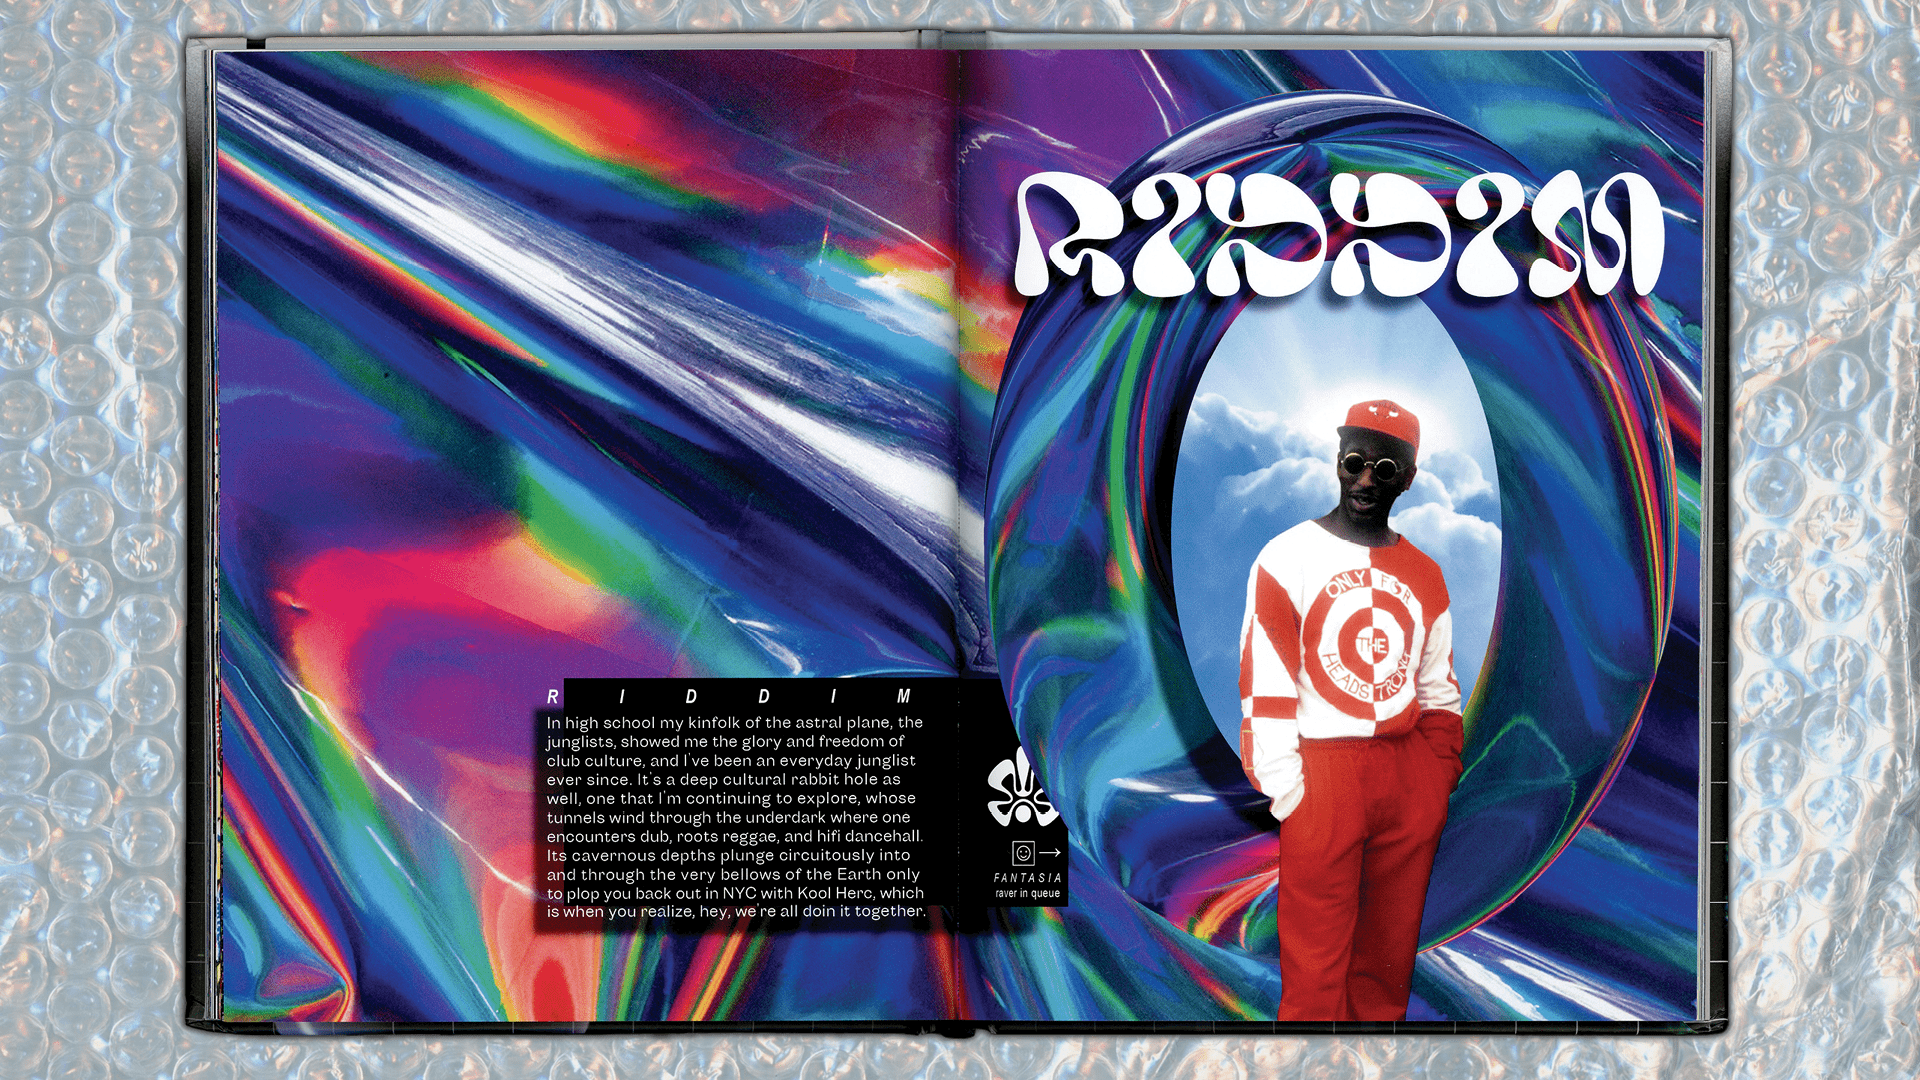 RIDDIM
RIDDIM
In high school my kinfolk of the astral plane, the
junglists, showed me the glory and freedom of
club culture, and I've been an everyday junglist
ever since. It's a deep cultural rabbit hole as
well, one that I'm continuing to explore, whose
tunnels wind through the underdark where one
encounters dub, roots reggae, and hifi dancehall.
Its cavernous depths plunge circuitously into
and through the very bellows of the Earth only
to plop you back out in NYC with Kool Herc, which
is when you realize, hey, we're all doin it together.
FANTASIA
raver in queue
ONLY FOR
THE
HEADSTRONG